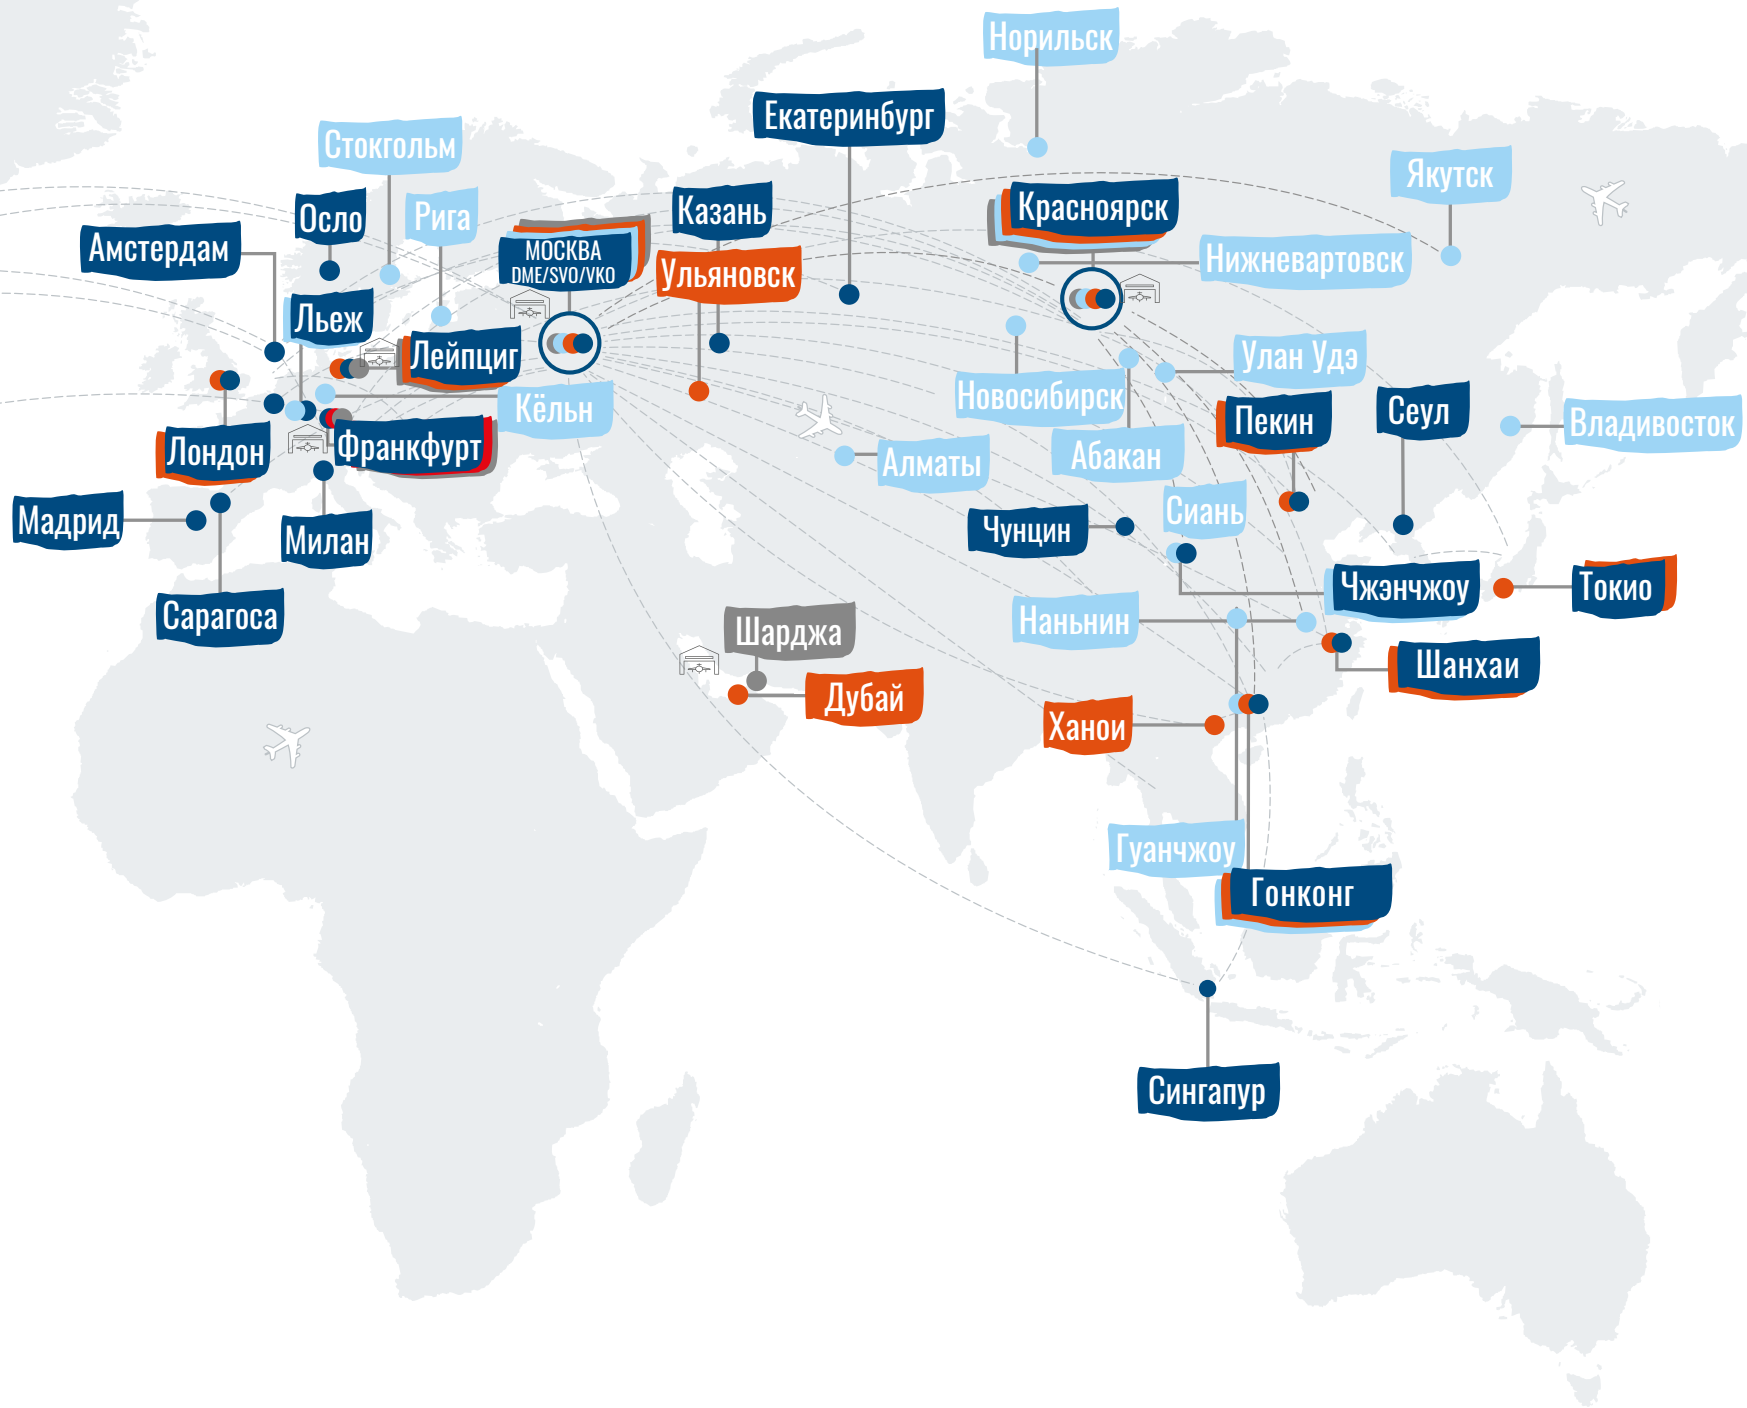 Норильск
Екатеринбург
Стокгольм
Якутск
Осло
Рига
Казань
Красноярск
Амстердам
МОСКВА
DME/SVO/VKO
Ульяновск
Нижневартовск
Льеж
Лейпциг
Улан Удэ
Кёльн
Новосибирск
Пекин
Сеул
Владивосток
Лондон
Франкфурт
Алматы
Абакан
Мадрид
Милан
Чунцин
Сиань
Сарагоса
Чжэнчжоу
Токио
Шарджа
Наньнин
Дубай
Шанхаи
Ханои
Гуанчжоу
Гонконг
Сингапур